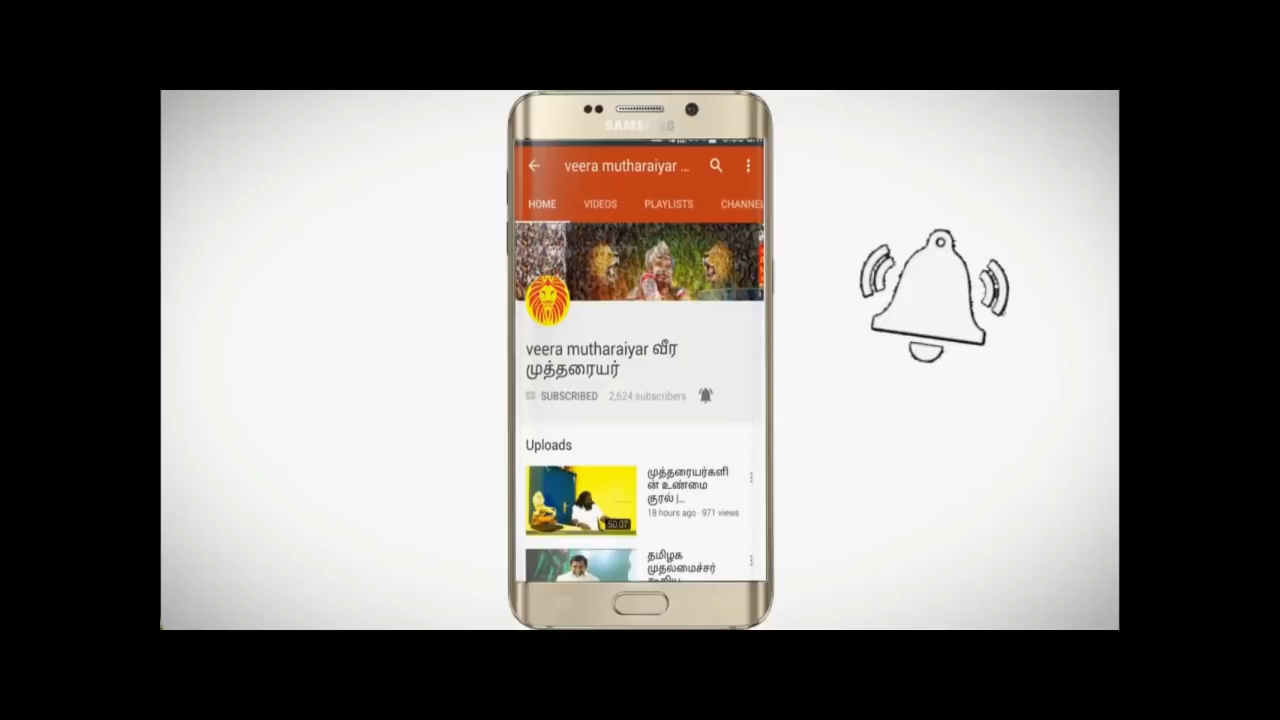 SAMSUNG
veera mutharaiyar ...
HOME VIDEOS PLAYLISTS CHANNEL
veera mutharaiyar வீர
முத்தரையர்
SUBSCRIBED 2,624 subscribers
Uploads
முத்தரையர்களி
ன் உண்மை
குரல் |...
18 hours ago · 971 views
50:07
தமிழக
முதலமைச்சர்